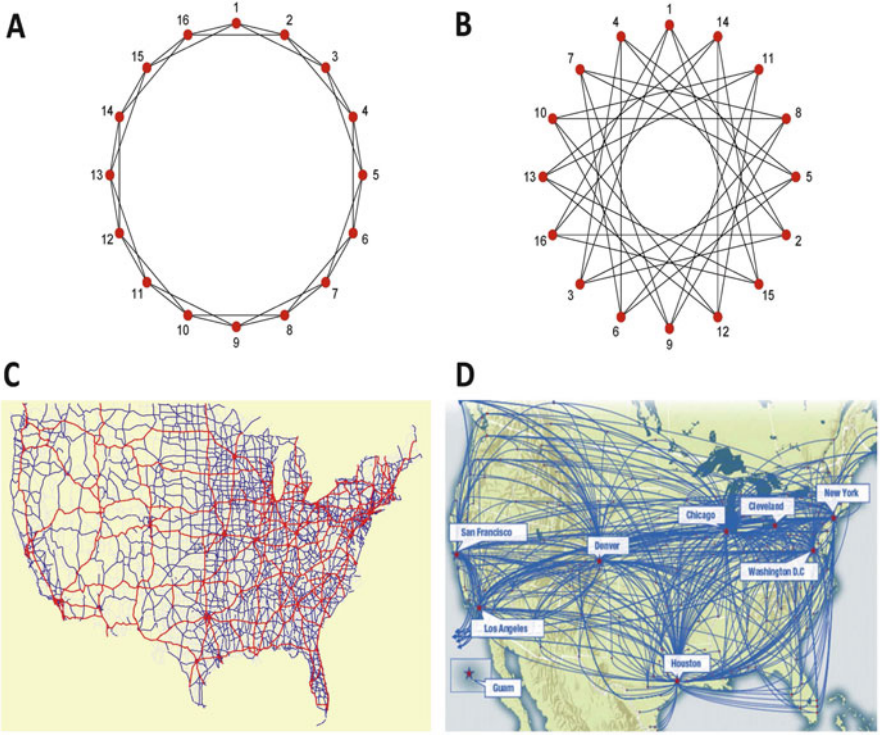 A
1
16
2
15
3
14
4
13
5
12
6
11
7
10
8
9
B
1
4
14
7
11
10
8
13
5
16
2
3
15
6
12
9
C
D
New York
Cleveland
Chicago
San Francisco
Denver
Washington D.C
Los Angeles
Houston
Guam